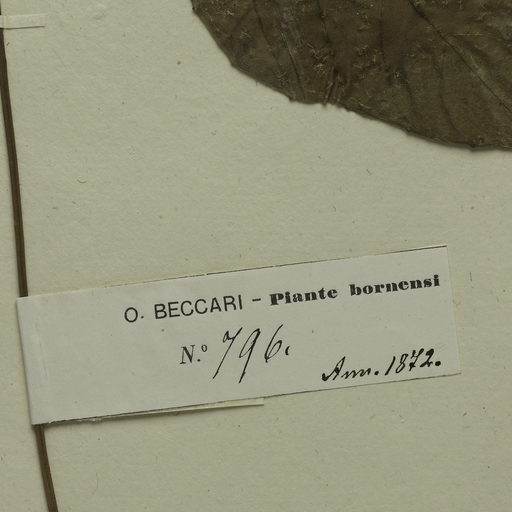 O. BECCARI – Piante bornensi
N.º 796.
Ann. 1872.